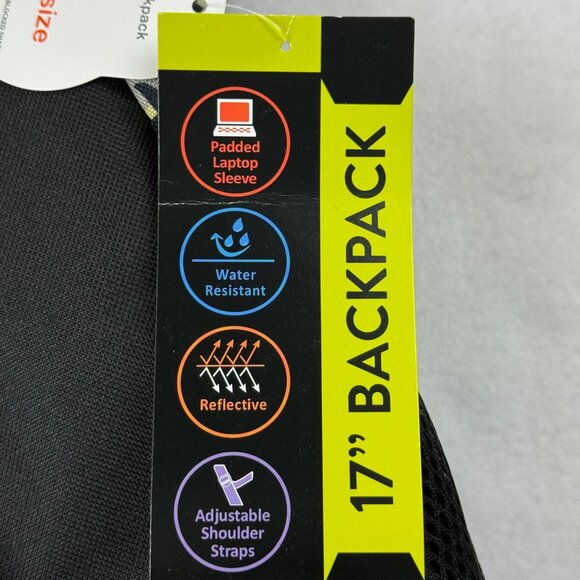 size
kpack
Padded
Laptop
Sleeve
Water
Resistant
Reflective
Adjustable
Shoulder
Straps
17” BACKPACK